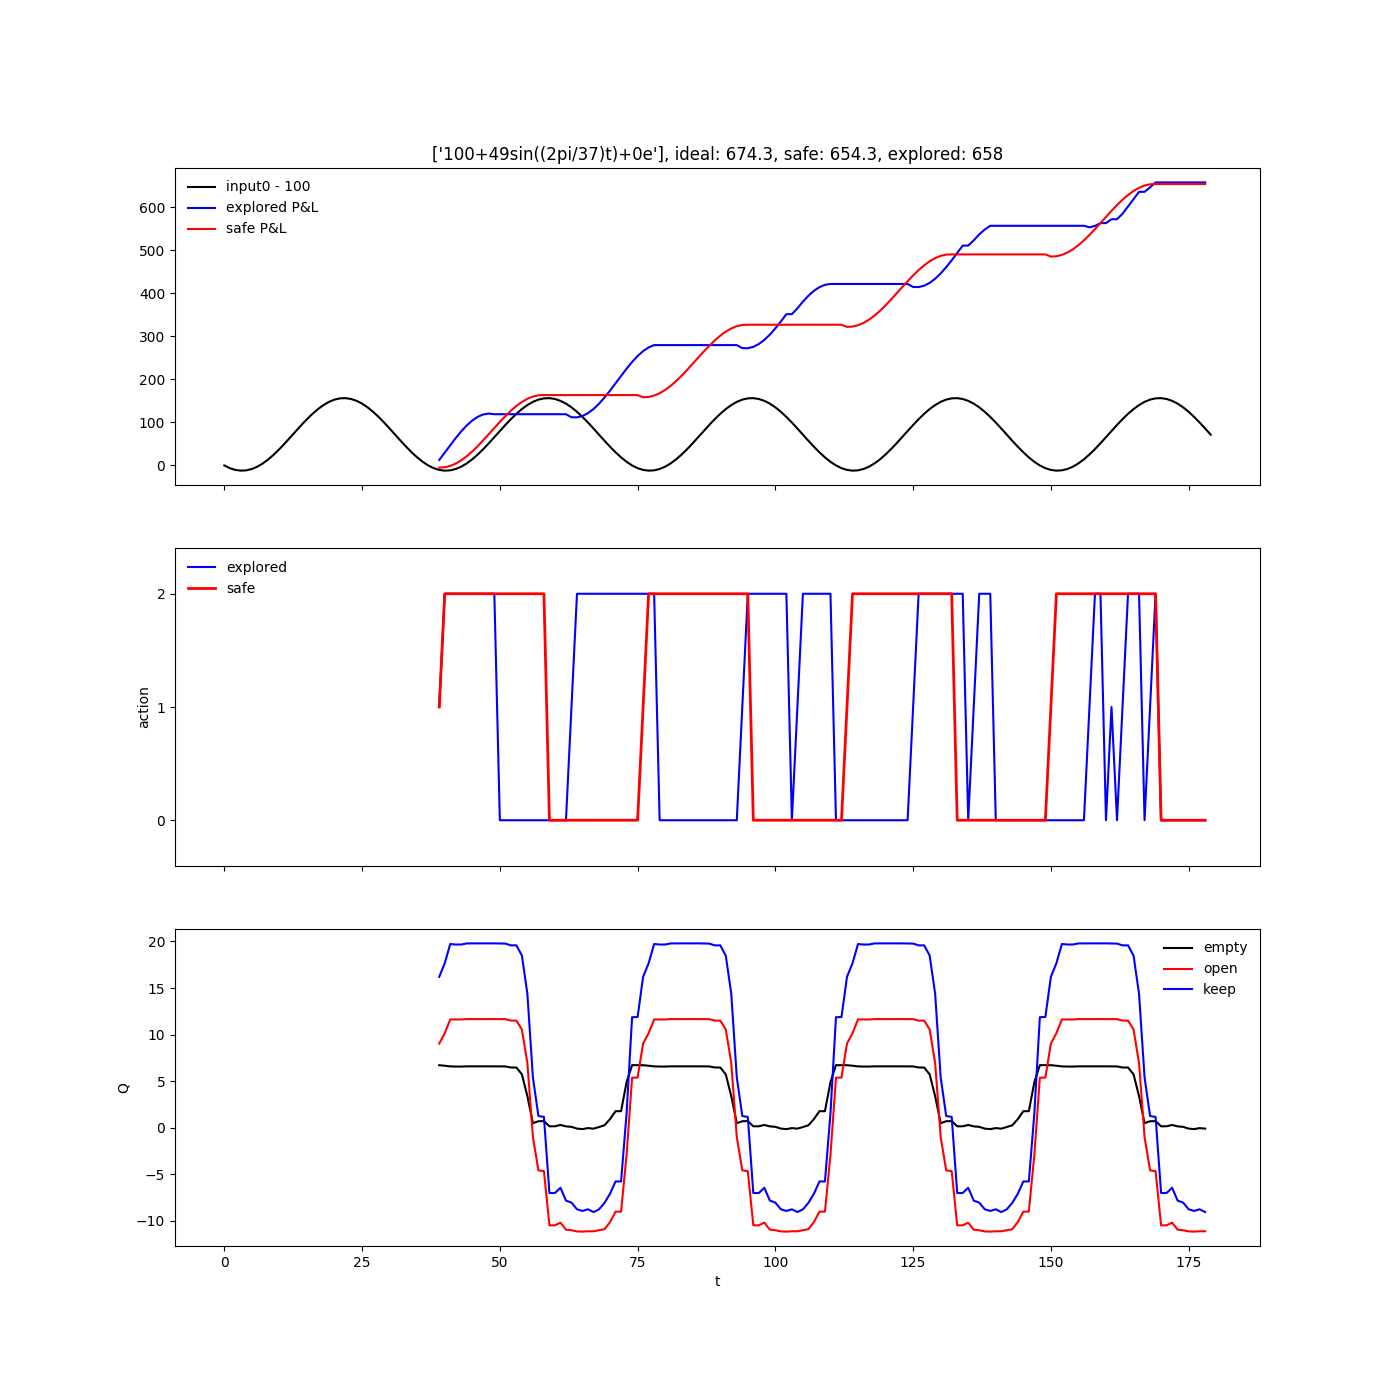 ['100+49sin((2pi/37)t)+0e'], ideal: 674.3, safe: 654.3, explored: 658
input0 - 100
explored P&L
safe P&L
600
500
400
300
200
100
0
explored
safe
2
1
0
action
empty
open
keep
20
15
10
5
0
−5
−10
Q
0 25 50 75 100 125 150 175
t